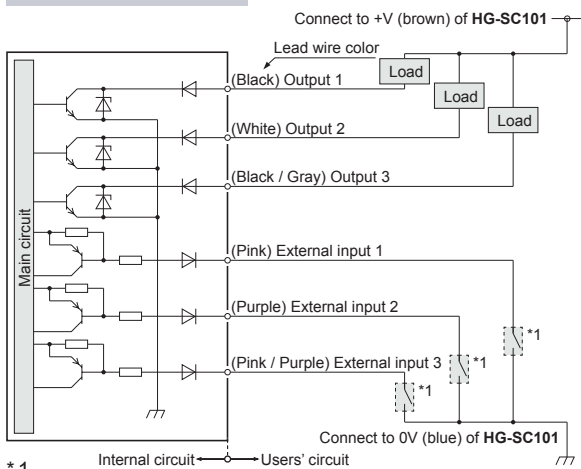 Connect to +V (brown) of HG-SC101
Lead wire color
(Black) Output 1
Load
(White) Output 2
Load
(Black / Gray) Output 3
Load
Main circuit
(Pink) External input 1
*1
(Purple) External input 2
*1
(Pink / Purple) External input 3
*1
Connect to 0V (blue) of HG-SC101
Internal circuit
Users' circuit
* 1